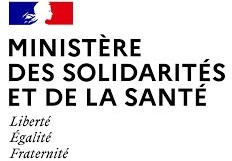 MINISTÈRE
DES SOLIDARITÉS
ET DE LA SANTÉ
Liberté
Égalité
Fraternité